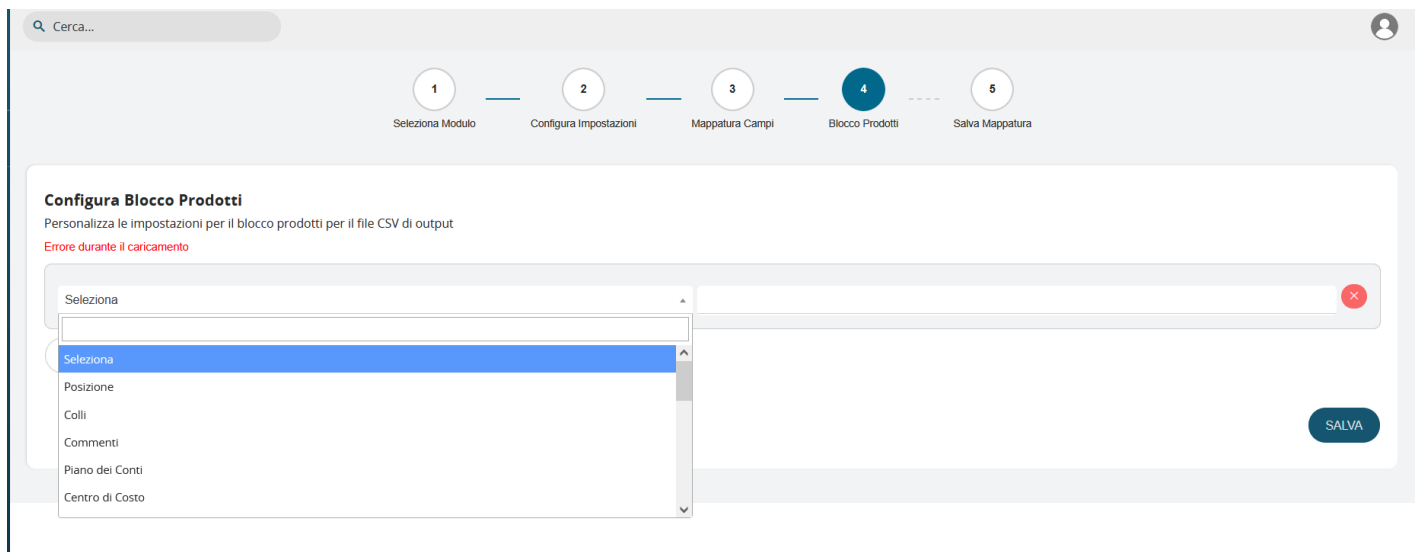 Cerca...
1
2
3
4
5
Seleziona Modulo
Configura Impostazioni
Mappatura Campi
Blocco Prodotti
Salva Mappatura
Configura Blocco Prodotti
Personalizza le impostazioni per il blocco prodotti per il file CSV di output
Errore durante il caricamento
Seleziona
Seleziona
Posizione
Colli
SALVA
Commenti
Piano dei Conti
Centro di Costo